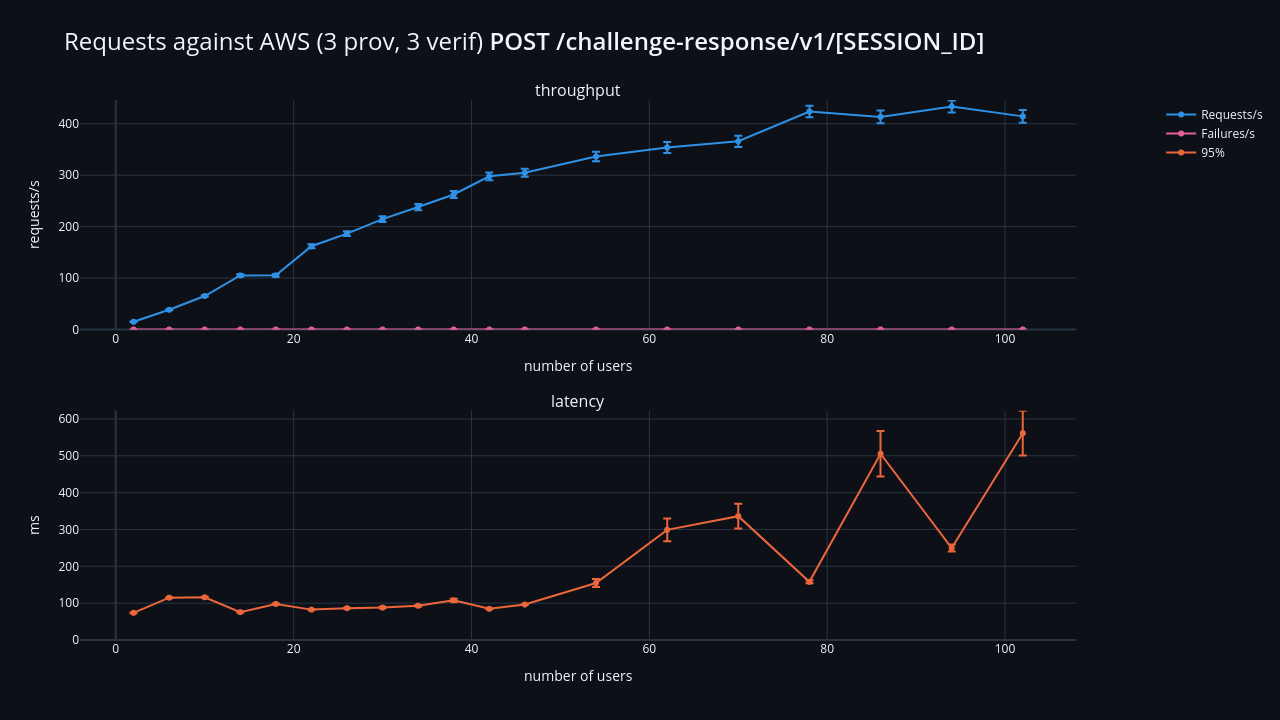 Requests against AWS (3 prov, 3 verif) POST /challenge-response/v1/[SESSION_ID]
throughput
requests/s
400
300
200
100
0
0 20 40 60 80 100
number of users
Requests/s
Failures/s
95%
latency
ms
600
500
400
300
200
100
0
0 20 40 60 80 100
number of users